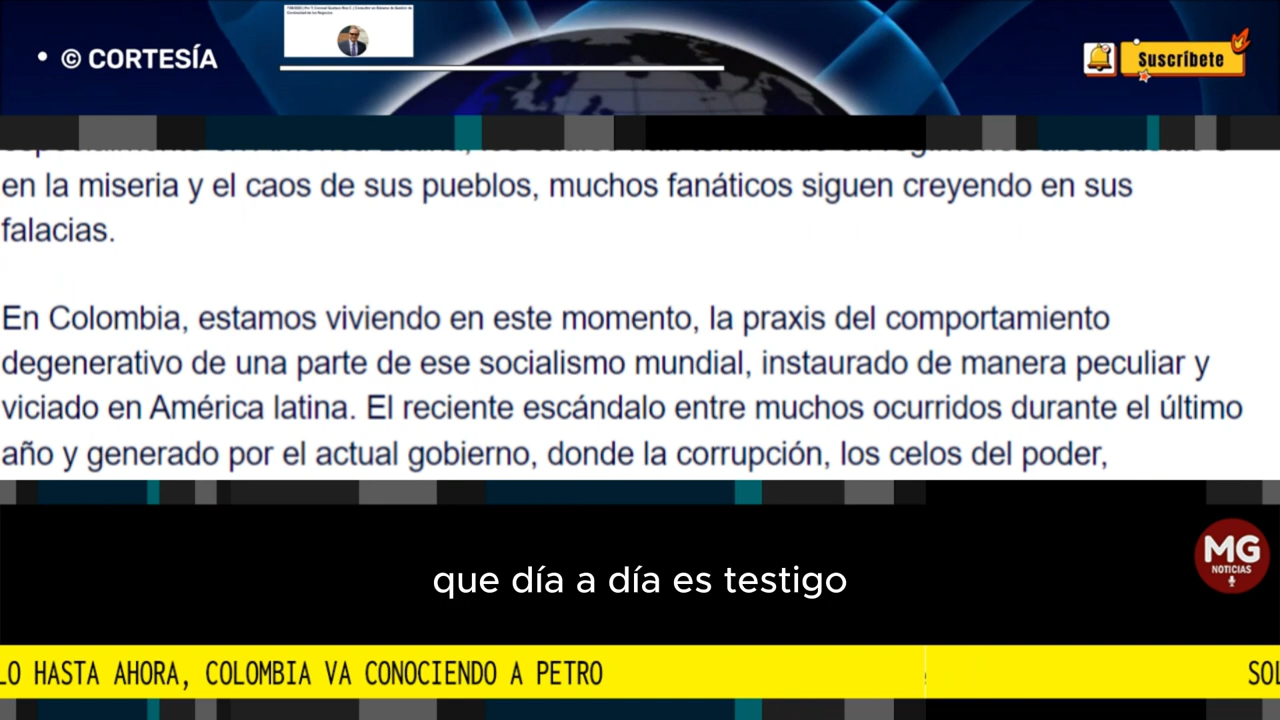 • © CORTESÍA
Suscríbete
en la miseria y el caos de sus pueblos, muchos fanáticos siguen creyendo en sus
falacias.
En Colombia, estamos viviendo en este momento, la praxis del comportamiento
degenerativo de una parte de ese socialismo mundial, instaurado de manera peculiar y
viciado en América latina. El reciente escándalo entre muchos ocurridos durante el último
año y generado por el actual gobierno, donde la corrupción, los celos del poder,
MG
NOTICIAS
que día a día es testigo
LO HASTA AHORA, COLOMBIA VA CONOCIENDO A PETRO
SOL